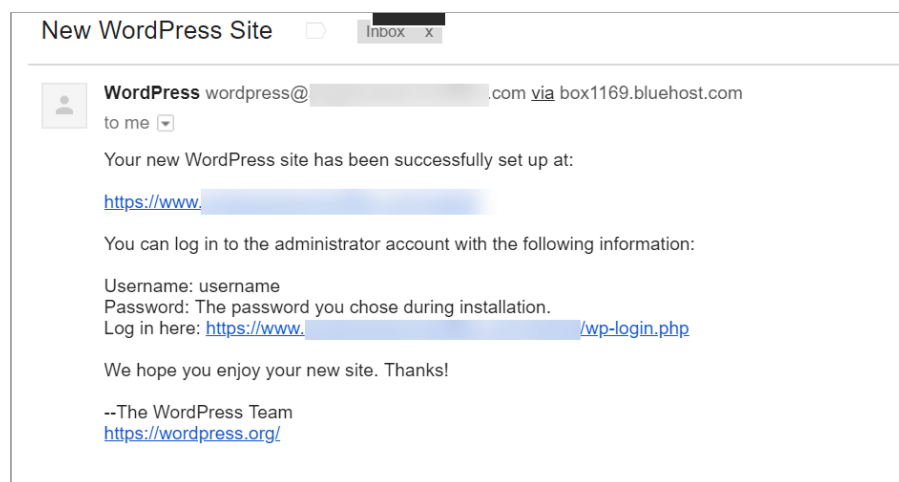 New WordPress Site Inbox x
WordPress wordpress@ .com via box1169.bluehost.com
to me
Your new WordPress site has been successfully set up at:
https://www.
You can log in to the administrator account with the following information:
Username: username
Password: The password you chose during installation.
Log in here: https://www. /wp-login.php
We hope you enjoy your new site. Thanks!
--The WordPress Team
https://wordpress.org/